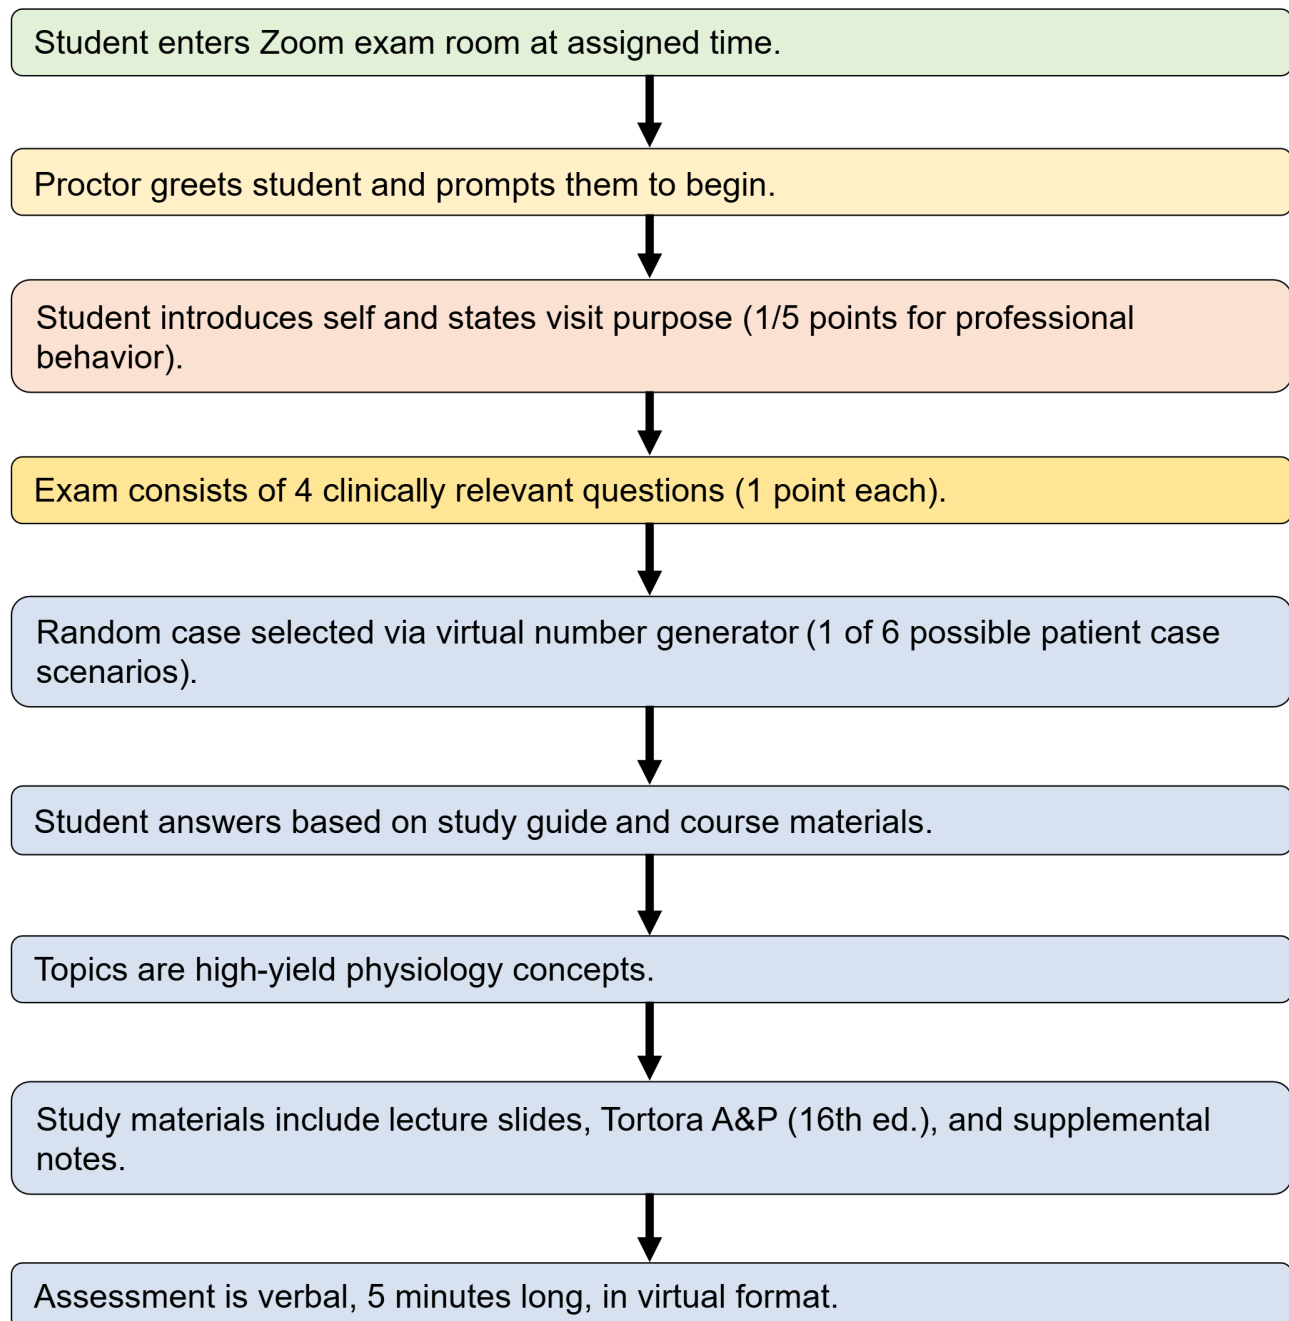 Student enters Zoom exam room at assigned time.
Proctor greets student and prompts them to begin.
Student introduces self and states visit purpose (1/5 points for professional
behavior).
Exam consists of 4 clinically relevant questions (1 point each).
Random case selected via virtual number generator (1 of 6 possible patient case
scenarios).
Student answers based on study guide and course materials.
Topics are high-yield physiology concepts.
Study materials include lecture slides, Tortora A&P (16th ed.), and supplemental
notes.
Assessment is verbal, 5 minutes long, in virtual format.